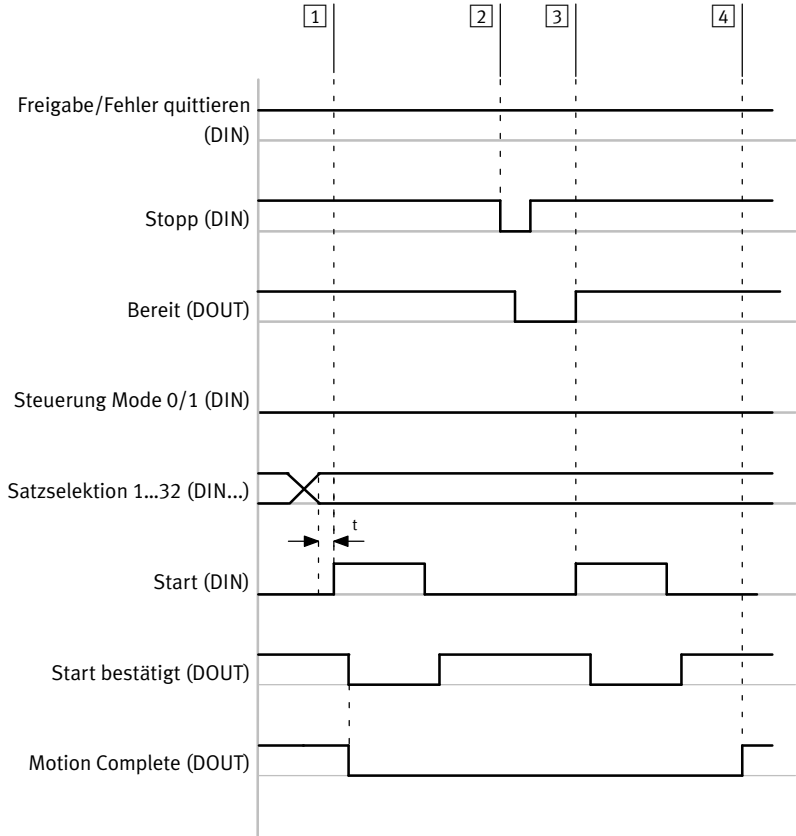 1
2
3
4
Freigabe/Fehler quittieren
(DIN)
Stopp (DIN)
Bereit (DOUT)
Steuerung Mode 0/1 (DIN)
Satzselektion 1...32 (DIN...)
t
Start (DIN)
Start bestätigt (DOUT)
Motion Complete (DOUT)